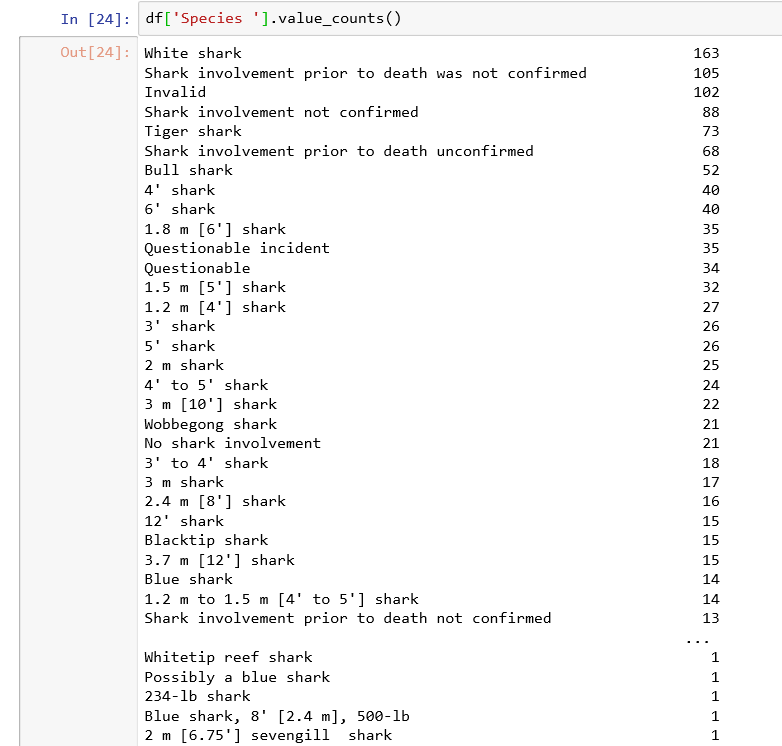 In [24]: df['Species '].value_counts()
Out[24]: White shark 163
Shark involvement prior to death was not confirmed 105
Invalid 102
Shark involvement not confirmed 88
Tiger shark 73
Shark involvement prior to death unconfirmed 68
Bull shark 52
4' shark 40
6' shark 40
1.8 m [6'] shark 35
Questionable incident 35
Questionable 34
1.5 m [5'] shark 32
1.2 m [4'] shark 27
3' shark 26
5' shark 26
2 m shark 25
4' to 5' shark 24
3 m [10'] shark 22
Wobbegong shark 21
No shark involvement 21
3' to 4' shark 18
3 m shark 17
2.4 m [8'] shark 16
12' shark 15
Blacktip shark 15
3.7 m [12'] shark 15
Blue shark 14
1.2 m to 1.5 m [4' to 5'] shark 14
Shark involvement prior to death not confirmed 13
...
Whitetip reef shark 1
Possibly a blue shark 1
234-lb shark 1
Blue shark, 8' [2.4 m], 500-lb 1
2 m [6.75'] sevengill  shark 1